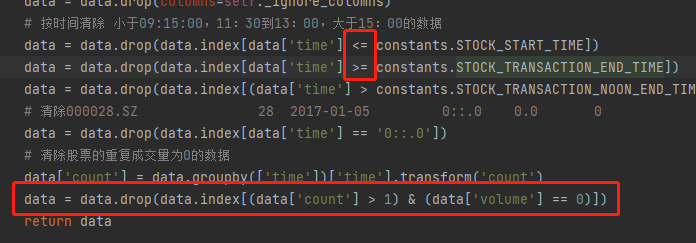 data = data.drop(columns=self._ignore_columns)
# 按时间清除 小于09:15:00，11：30到13：00，大于15：00的数据
data = data.drop(data.index[data['time'] <= constants.STOCK_START_TIME])
data = data.drop(data.index[data['time'] >= constants.STOCK_TRANSACTION_END_TIME])
data = data.drop(data.index[(data['time'] > constants.STOCK_TRANSACTION_NOON_END_TIM
# 清除000028.SZ 28 2017-01-05 0::.0 0.0 0
data = data.drop(data.index[data['time'] == '0::.0'])
# 清除股票的重复成交量为0的数据
data['count'] = data.groupby(['time'])['time'].transform('count')
data = data.drop(data.index[(data['count'] > 1) & (data['volume'] == 0)])
return data